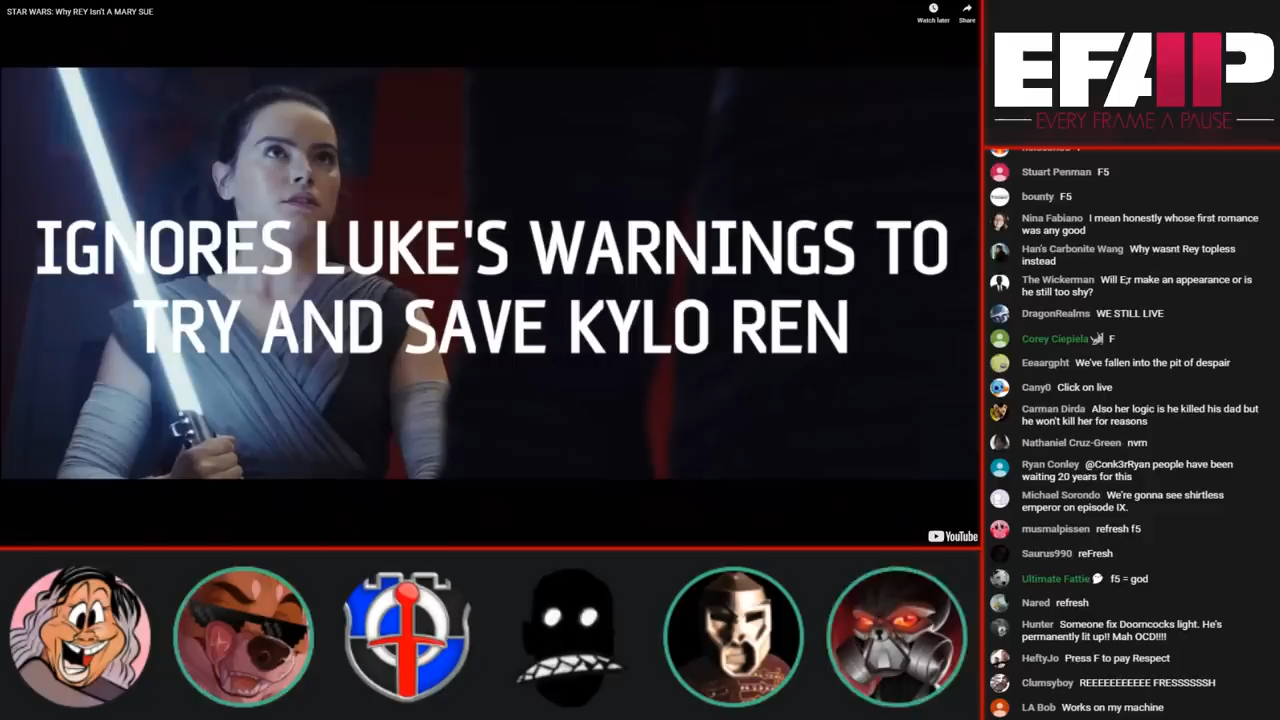 STAR WARS: Why REY Isn't A MARY SUE
Watch later
Share
IGNORES LUKE'S WARNINGS TO
TRY AND SAVE KYLO REN
YouTube
EFAP
EVERY FRAME A PAUSE
Stuart Penman F5
bounty F5
Nina Fabiano I mean honestly whose first romance
was any good
Han's Carbonite Wang Why wasnt Rey topless
instead
The Wickerman Will E;r make an appearance or is
he still too shy?
DragonRealms WE STILL LIVE
Corey Ciepiela F
Eeaargpht We've fallen into the pit of despair
Cany0 Click on live
Carman Dirda Also her logic is he killed his dad but
he won't kill her for reasons
Nathaniel Cruz-Green nvm
Ryan Conley @Conk3rRyan people have been
waiting 20 years for this
Michael Sorondo We're gonna see shirtless
emperor on episode IX.
musmalpissen refresh f5
Saurus990 reFresh
Ultimate Fattie f5 = god
Nared refresh
Hunter Someone fix Doomcocks light. He's
permanently lit up!! Mah OCD!!!!
HeftyJo Press F to pay Respect
Clumsyboy REEEEEEEEEEE FRESSSSSSH
LA Bob Works on my machine